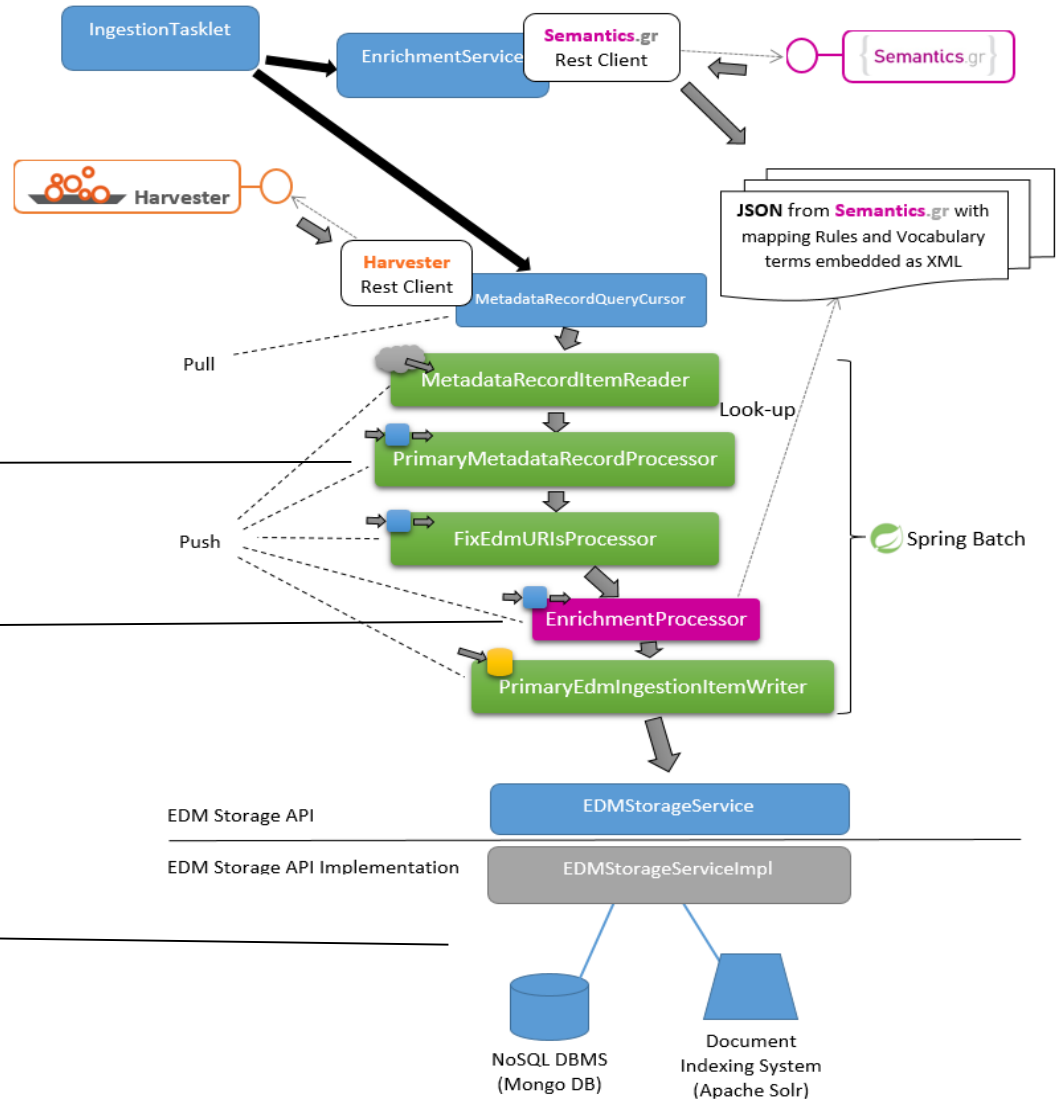 IngestionTasklet
EnrichmentService
Semantics.gr
Rest Client
{Semantics.gr}
Harvester
JSON from Semantics.gr with
mapping Rules and Vocabulary
terms embedded as XML
Harvester
Rest Client
MetadataRecordQueryCursor
Pull
MetadataRecordItemReader
Look-up
PrimaryMetadataRecordProcessor
Push
FixEdmURIsProcessor
Spring Batch
EnrichmentProcessor
PrimaryEdmIngestionItemWriter
EDM Storage API
EDMStorageService
EDM Storage API Implementation
EDMStorageServiceImpl
NoSQL DBMS
(Mongo DB)
Document
Indexing System
(Apache Solr)